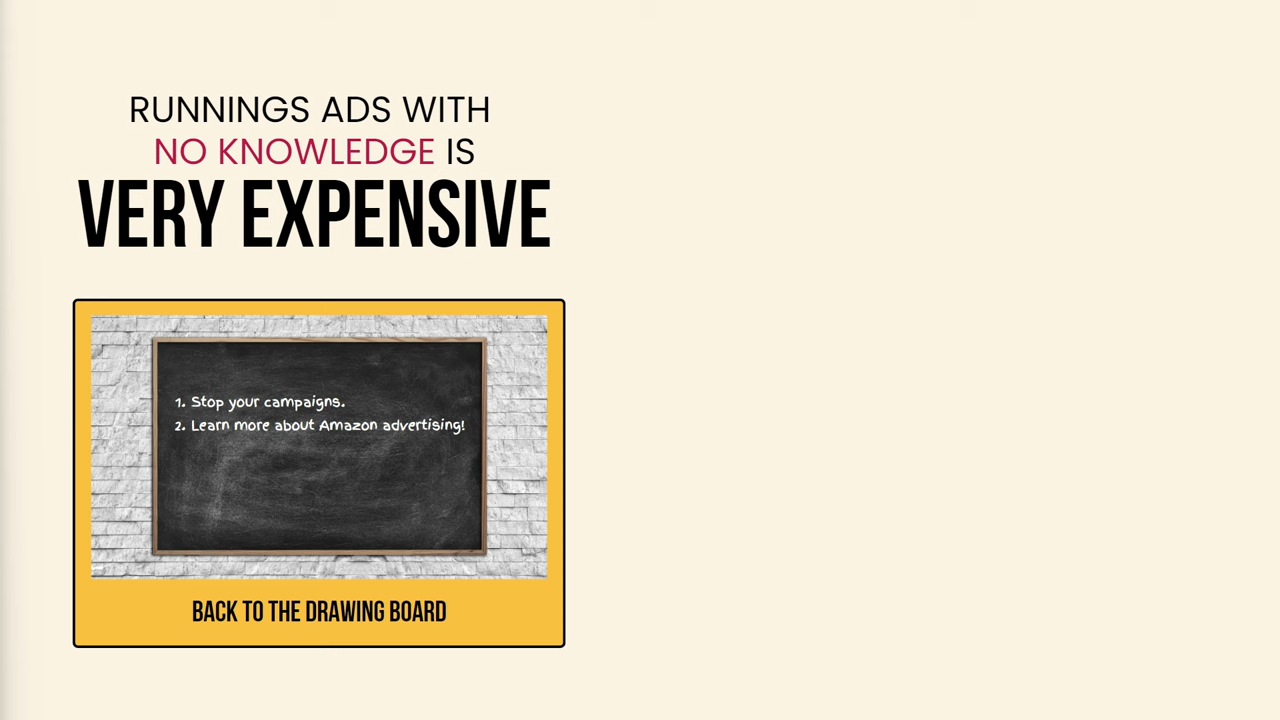 RUNNINGS ADS WITH
NO KNOWLEDGE IS
VERY EXPENSIVE
1. Stop your campaigns.
2. Learn more about Amazon advertising!
BACK TO THE DRAWING BOARD